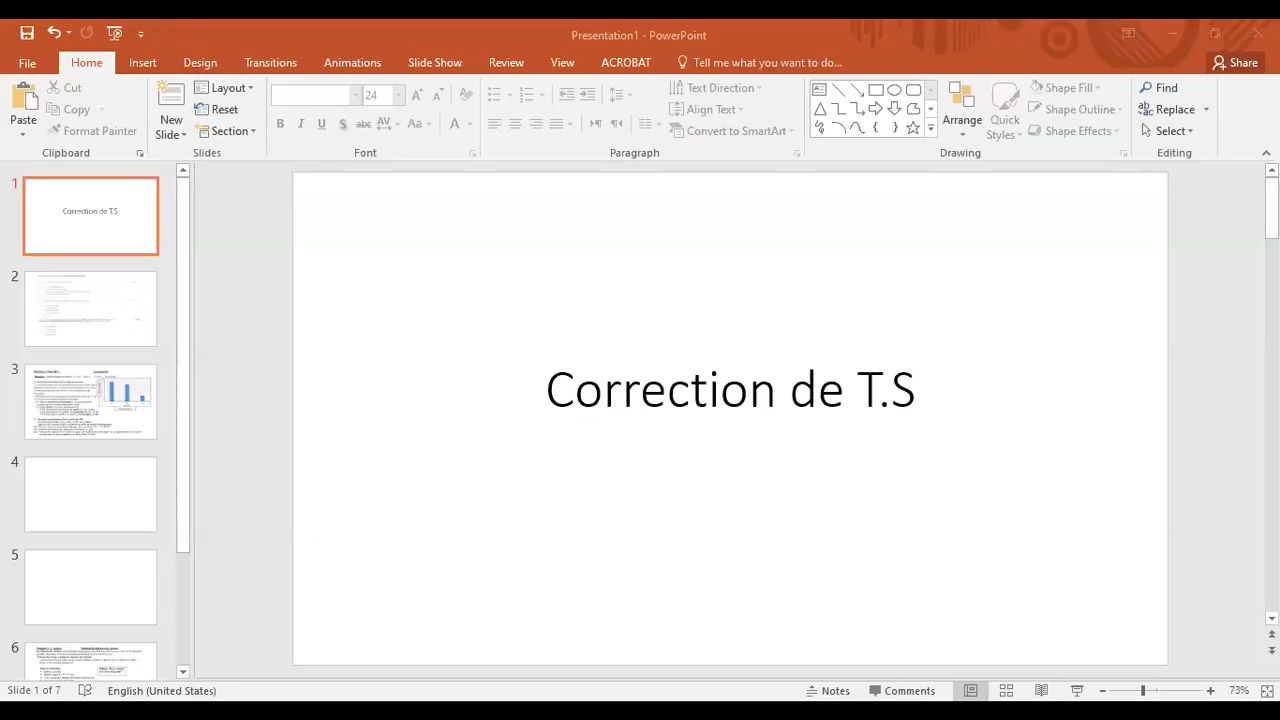 Presentation1 - PowerPoint
File Home Insert Design Transitions Animations Slide Show Review View ACROBAT Tell me what you want to do... Share
Paste
Cut
Copy
Format Painter
Clipboard
New Slide
Layout
Reset
Section
Slides
24
B I U S abc AV Aa A
Font
Text Direction
Align Text
Convert to SmartArt
Paragraph
Arrange
Quick Styles
Shape Fill
Shape Outline
Shape Effects
Drawing
Find
Replace
Select
Editing
1
Correction de T.S
2
3
4
5
6
Correction de T.S
Slide 1 of 7 English (United States) Notes Comments 73%